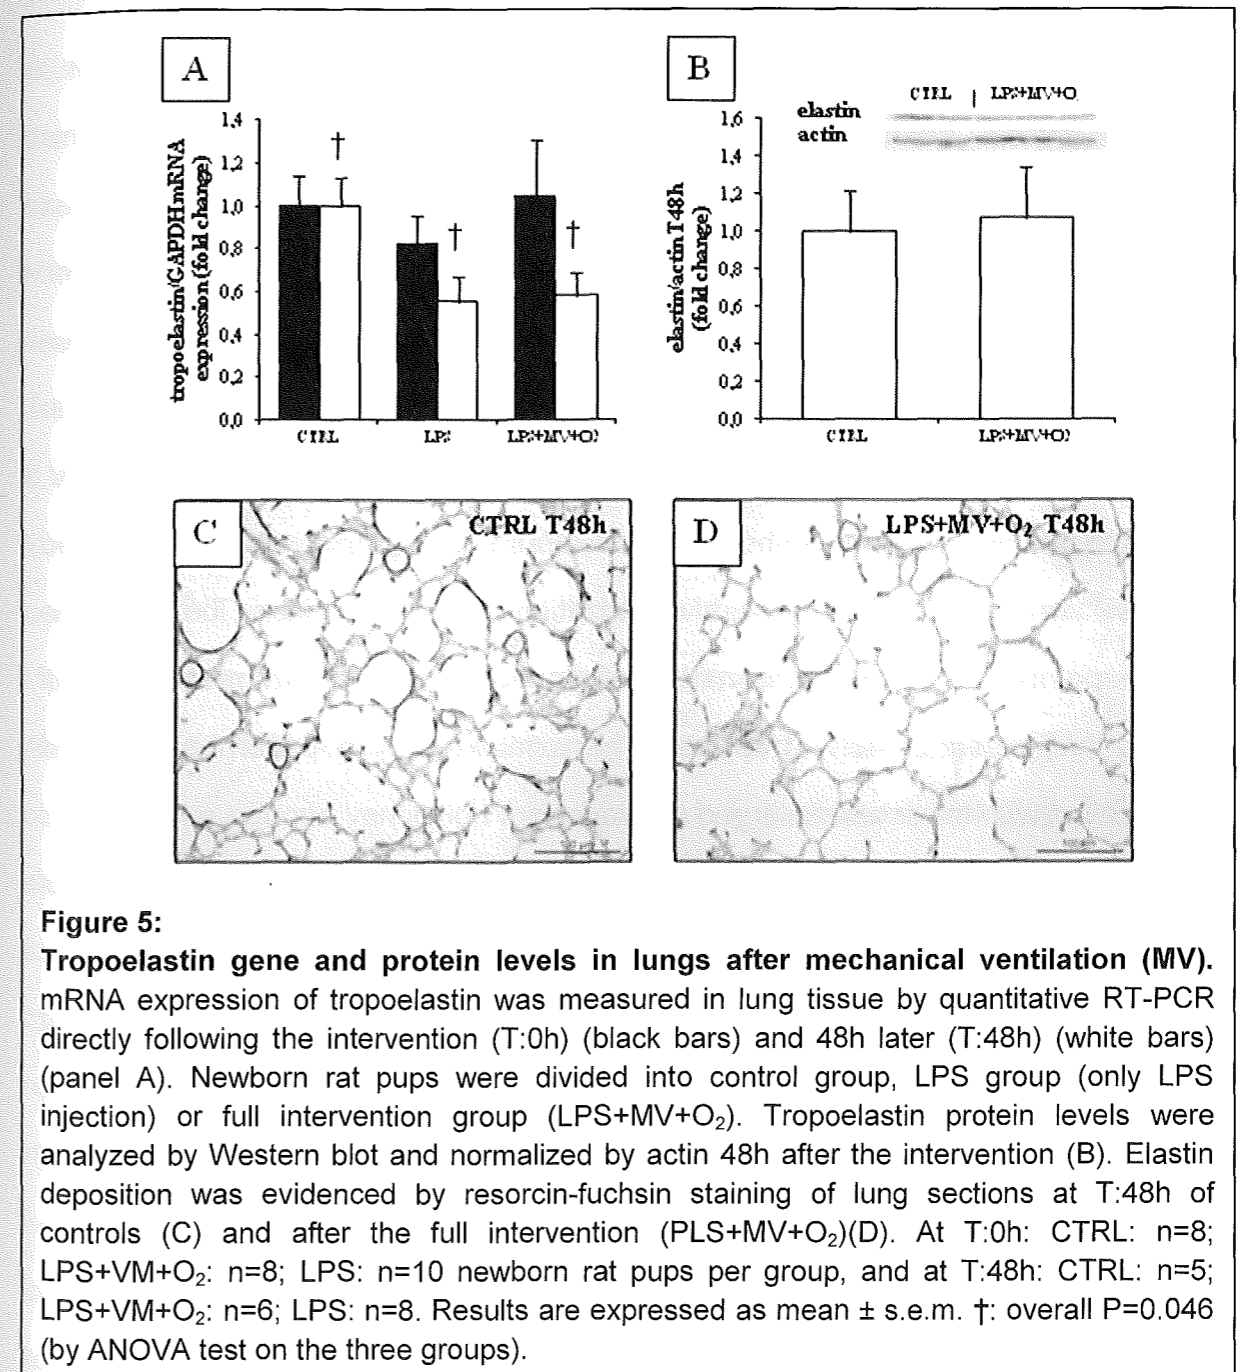 A
tropoelastin/GAPDH mRNA
expression (fold change)
1,4
1,2
1,0
0,8
0,6
0,4
0,2
0,0
†
†
†
CTRL
LPS
LPS+MV+O2
B
elastin/actin T48h
(fold change)
CTRL | LPS+MV+O
elastin
actin
1,6
1,4
1,2
1,0
0,8
0,6
0,4
0,2
0,0
CTRL
LPS+MV+O2
C
CTRL T48h
D
LPS+MV+O₂ T48h
Figure 5:
Tropoelastin gene and protein levels in lungs after mechanical ventilation (MV).
mRNA expression of tropoelastin was measured in lung tissue by quantitative RT-PCR
directly following the intervention (T:0h) (black bars) and 48h later (T:48h) (white bars)
(panel A). Newborn rat pups were divided into control group, LPS group (only LPS
injection) or full intervention group (LPS+MV+O₂). Tropoelastin protein levels were
analyzed by Western blot and normalized by actin 48h after the intervention (B). Elastin
deposition was evidenced by resorcin-fuchsin staining of lung sections at T:48h of
controls (C) and after the full intervention (PLS+MV+O₂)(D). At T:0h: CTRL: n=8;
LPS+VM+O₂: n=8; LPS: n=10 newborn rat pups per group, and at T:48h: CTRL: n=5;
LPS+VM+O₂: n=6; LPS: n=8. Results are expressed as mean ± s.e.m. †: overall P=0.046
(by ANOVA test on the three groups).